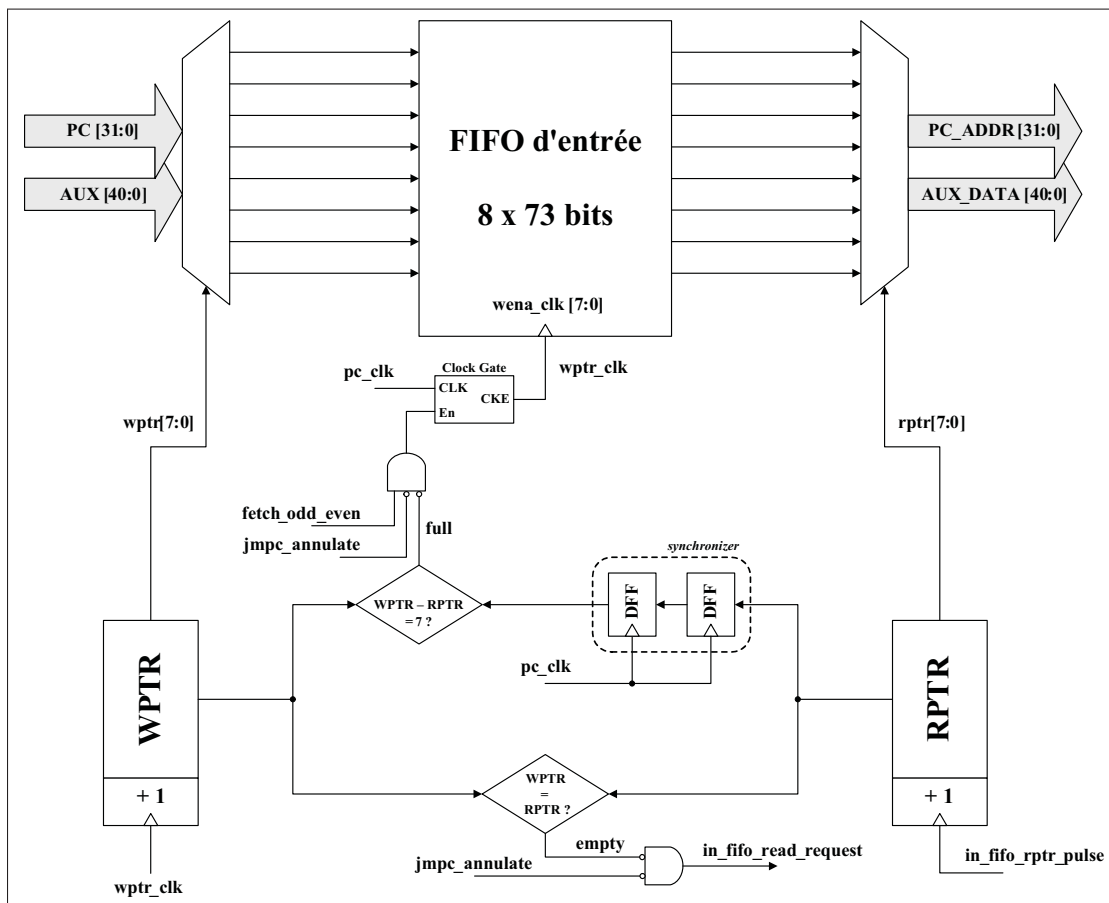 PC [31:0]
AUX [40:0]
FIFO d'entrée
8 x 73 bits
wena_clk [7:0]
PC_ADDR [31:0]
AUX_DATA [40:0]
pc_clk
Clock Gate
CLK
CKE
En
wptr_clk
wptr[7:0]
rptr[7:0]
fetch_odd_even
jmpc_annulate
full
synchronizer
DFF
DFF
WPTR – RPTR
= 7 ?
pc_clk
WPTR
+ 1
wptr_clk
RPTR
+ 1
in_fifo_rptr_pulse
WPTR
=
RPTR ?
empty
jmpc_annulate
in_fifo_read_request